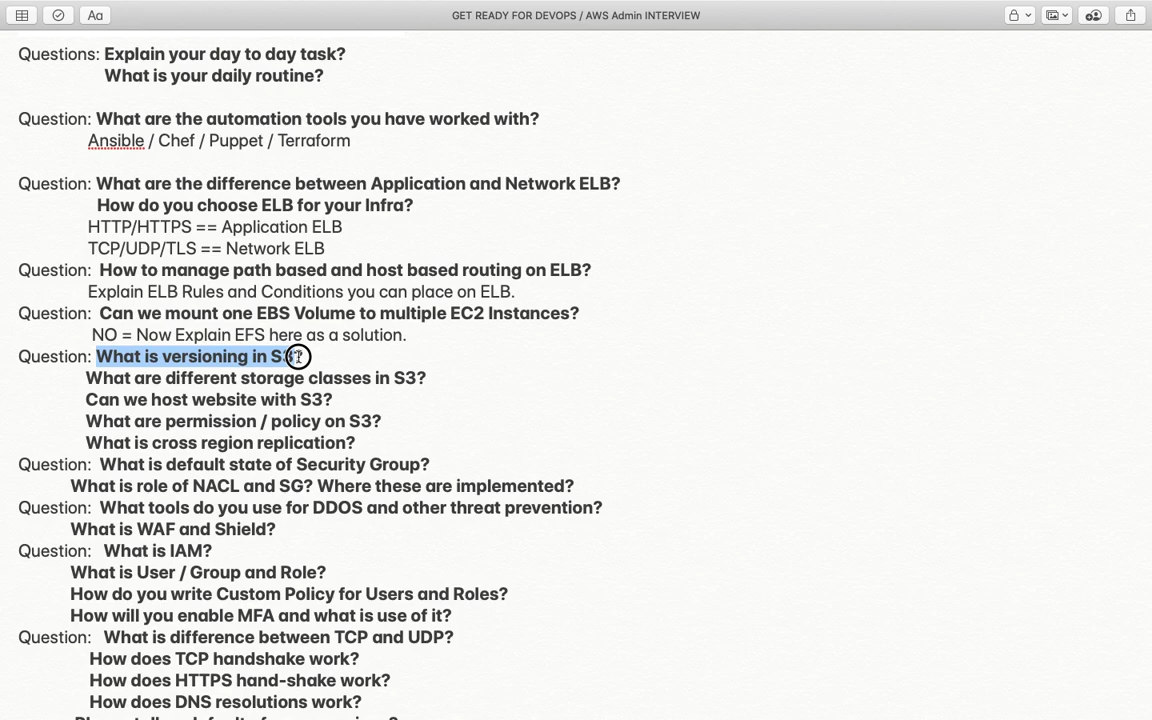 Aa
GET READY FOR DEVOPS / AWS Admin INTERVIEW
Questions: Explain your day to day task?
What is your daily routine?
Question: What are the automation tools you have worked with?
Ansible / Chef / Puppet / Terraform
Question: What are the difference between Application and Network ELB?
How do you choose ELB for your Infra?
HTTP/HTTPS == Application ELB
TCP/UDP/TLS == Network ELB
Question: How to manage path based and host based routing on ELB?
Explain ELB Rules and Conditions you can place on ELB.
Question: Can we mount one EBS Volume to multiple EC2 Instances?
NO = Now Explain EFS here as a solution.
Question: What is versioning in S3?
What are different storage classes in S3?
Can we host website with S3?
What are permission / policy on S3?
What is cross region replication?
Question: What is default state of Security Group?
What is role of NACL and SG? Where these are implemented?
Question: What tools do you use for DDOS and other threat prevention?
What is WAF and Shield?
Question: What is IAM?
What is User / Group and Role?
How do you write Custom Policy for Users and Roles?
How will you enable MFA and what is use of it?
Question: What is difference between TCP and UDP?
How does TCP handshake work?
How does HTTPS hand-shake work?
How does DNS resolutions work?